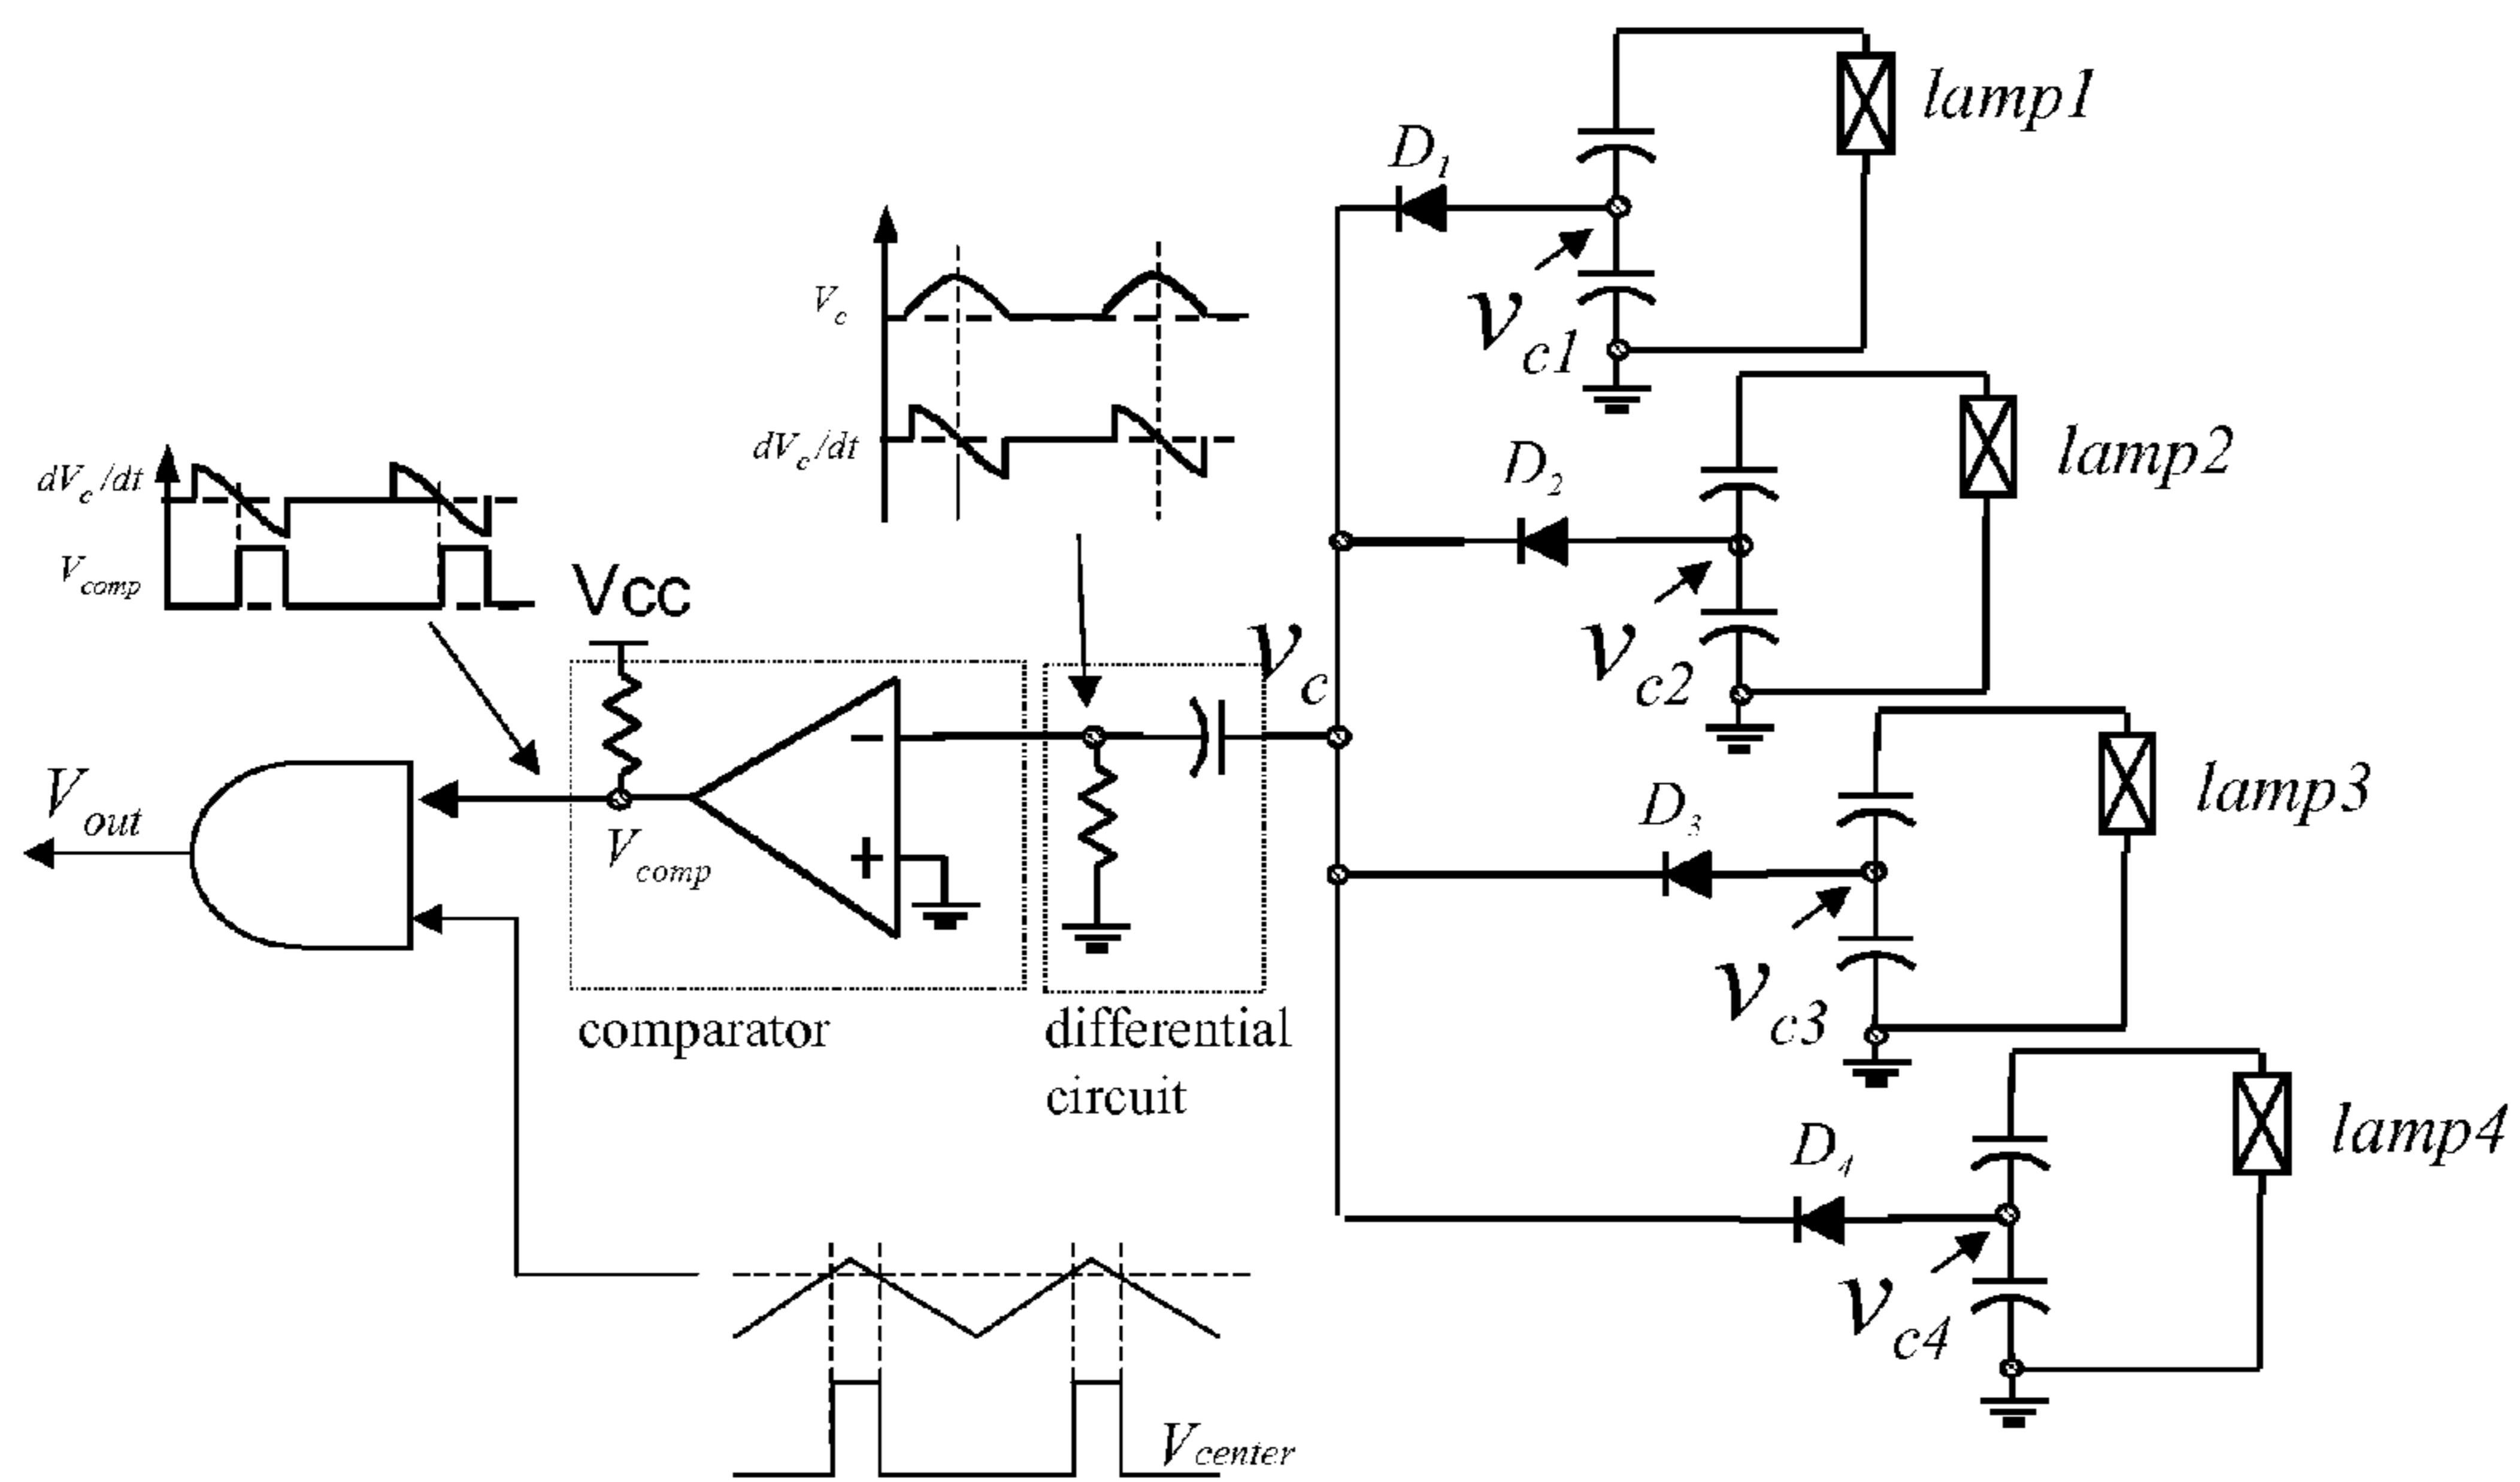 lamp1
D1
Vc
vc1
dVc/dt
lamp2
D2
dVc/dt
Vcomp
Vcc
vc
vc2
−
lamp3
D3
Vout
Vcomp
+
vc3
comparator
differential
circuit
lamp4
D4
vc4
Vcenter